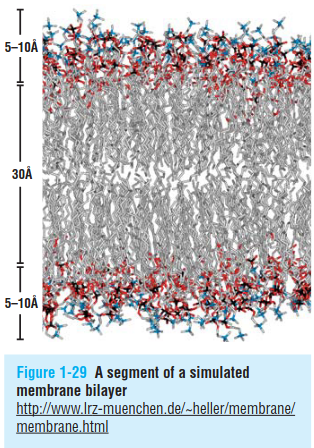 5–10Å
30Å
5–10Å
Figure 1-29 A segment of a simulated
membrane bilayer
http://www.lrz-muenchen.de/~heller/membrane/
membrane.html